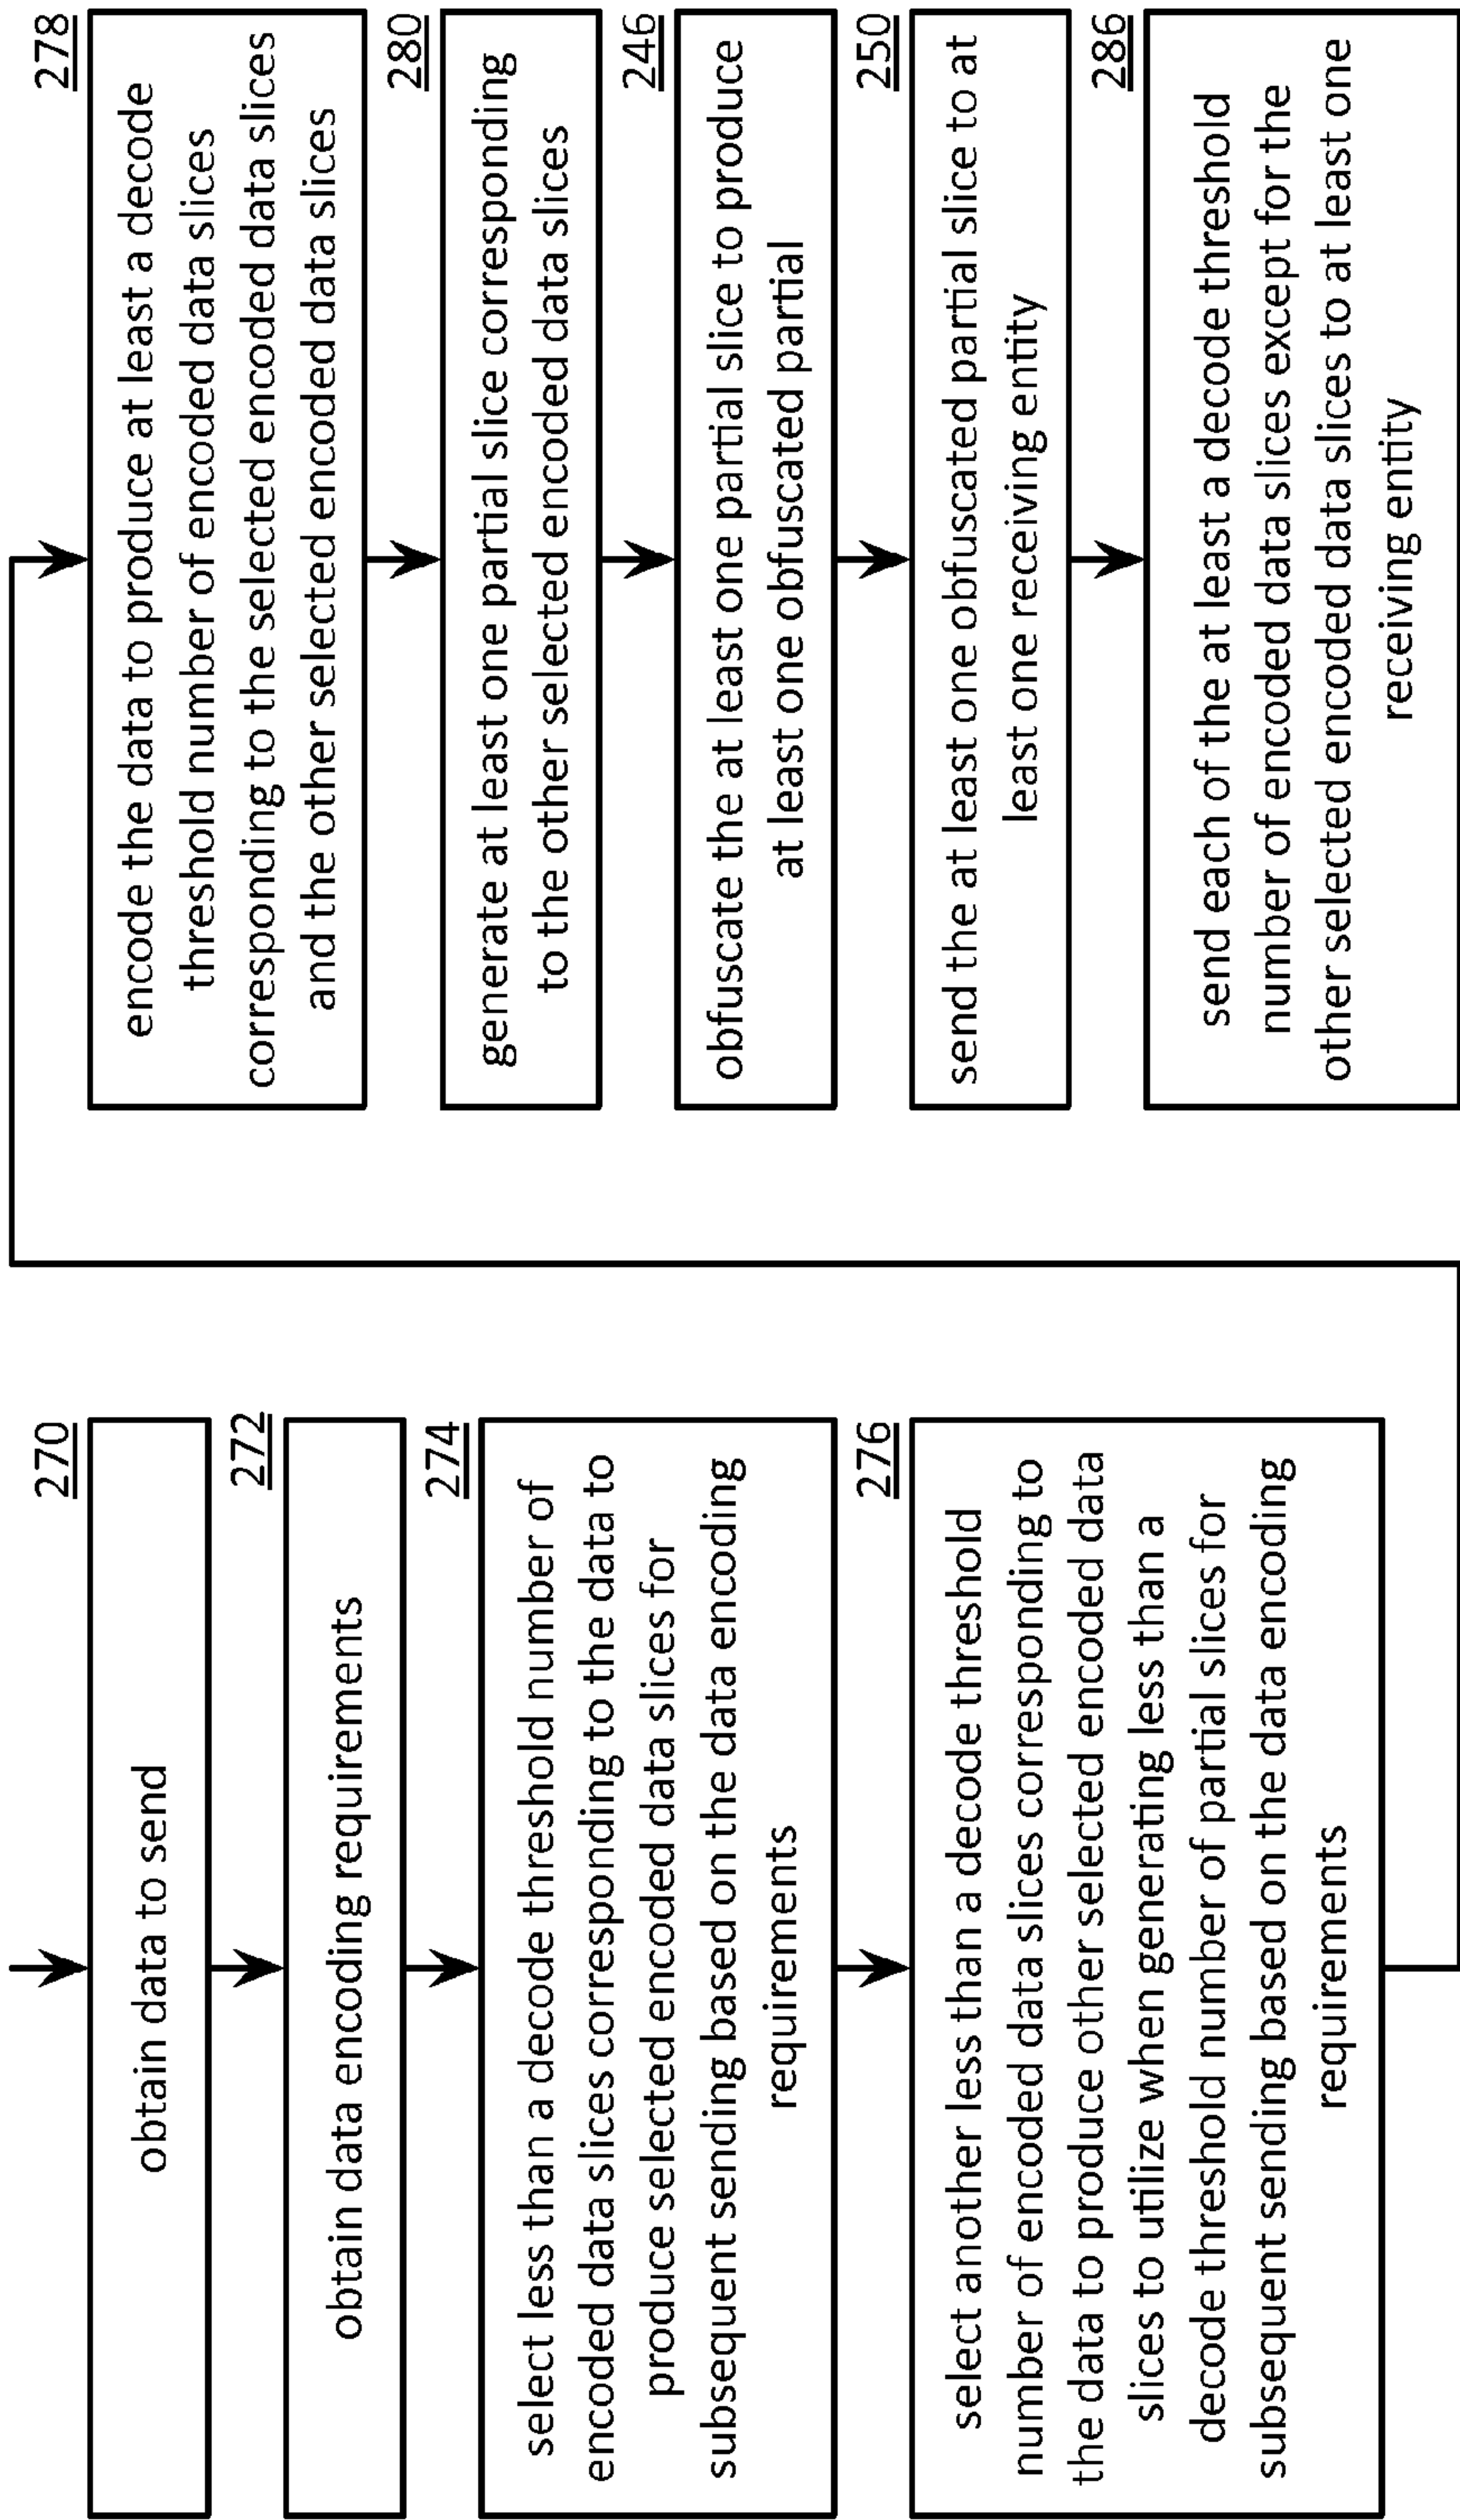 270
obtain data to send
272
obtain data encoding requirements
274
select less than a decode threshold number of
encoded data slices corresponding to the data to
produce selected encoded data slices for
subsequent sending based on the data encoding
requirements
276
select another less than a decode threshold
number of encoded data slices corresponding to
the data to produce other selected encoded data
slices to utilize when generating less than a
decode threshold number of partial slices for
subsequent sending based on the data encoding
requirements
278
encode the data to produce at least a decode
threshold number of encoded data slices
corresponding to the selected encoded data slices
and the other selected encoded data slices
280
generate at least one partial slice corresponding
to the other selected encoded data slices
246
obfuscate the at least one partial slice to produce
at least one obfuscated partial
250
send the at least one obfuscated partial slice to at
least one receiving entity
286
send each of the at least a decode threshold
number of encoded data slices except for the
other selected encoded data slices to at least one
receiving entity